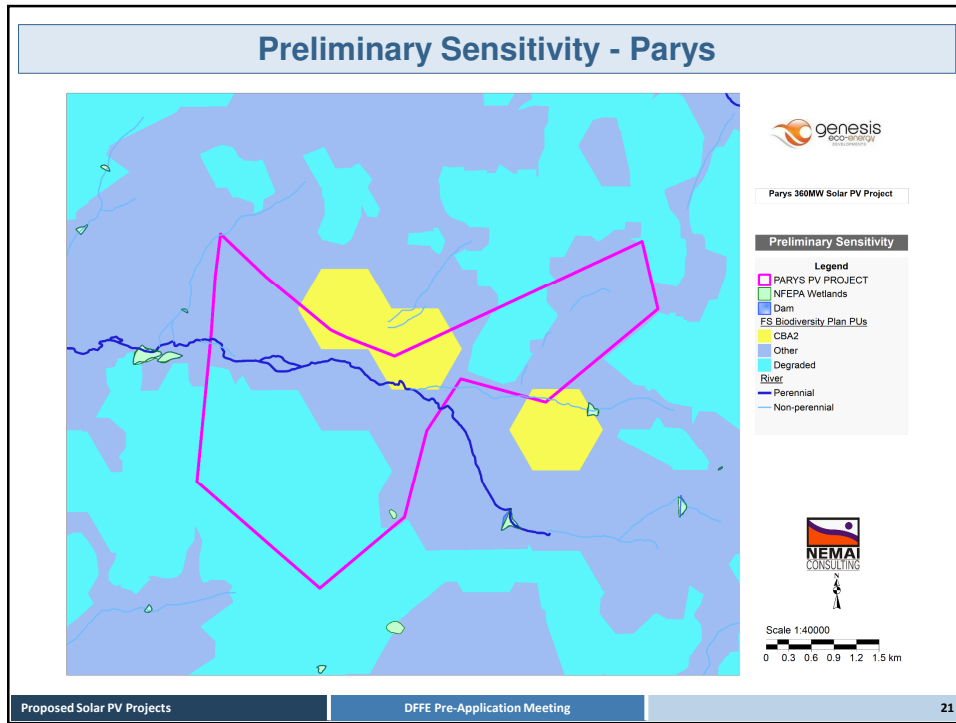 Preliminary Sensitivity - Parys
genesis
eco-energy
DEVELOPMENTS
Parys 360MW Solar PV Project
Preliminary Sensitivity
Legend
PARYS PV PROJECT
NFEPA Wetlands
Dam
FS Biodiversity Plan PUs
CBA2
Other
Degraded
River
Perennial
Non-perennial
NEMAI
CONSULTING
N
Scale 1:40000
0 0.3 0.6 0.9 1.2 1.5 km
Proposed Solar PV Projects
DFFE Pre-Application Meeting
21